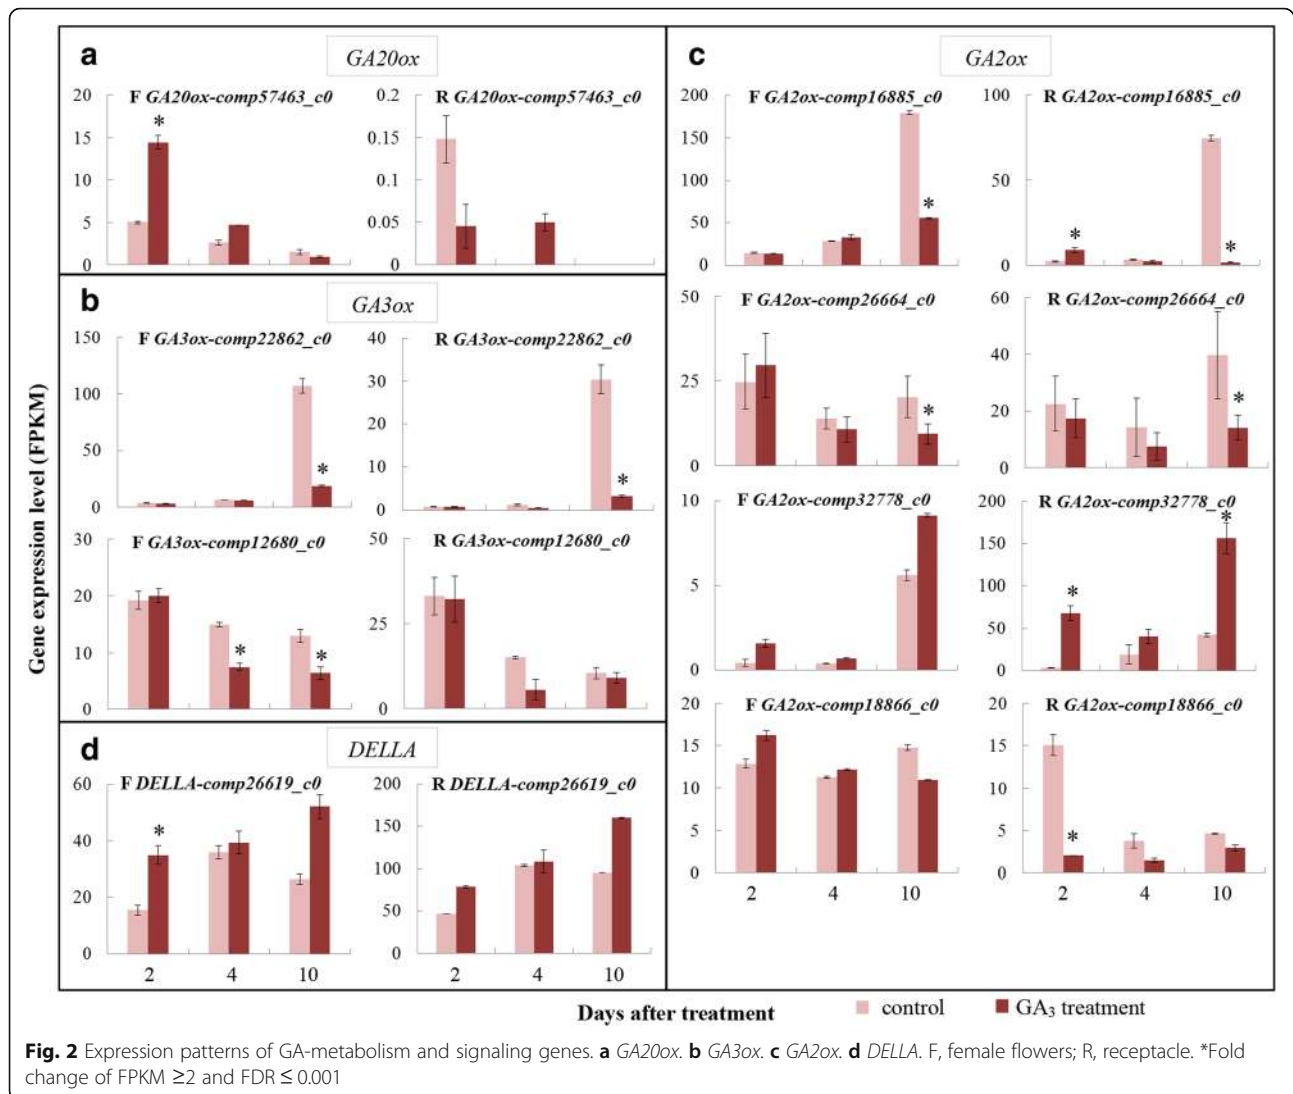 a
GA20ox
F GA20ox-comp57463_c0
20
15
10
5
0
*
R GA20ox-comp57463_c0
0.2
0.15
0.1
0.05
0
b
GA3ox
F GA3ox-comp22862_c0
150
100
50
0
*
R GA3ox-comp22862_c0
40
30
20
10
0
*
F GA3ox-comp12680_c0
30
20
10
0
* *
R GA3ox-comp12680_c0
50
25
0
d
DELLA
F DELLA-comp26619_c0
60
40
20
0
*
2 4 10
R DELLA-comp26619_c0
200
150
100
50
0
2 4 10
c
GA2ox
F GA2ox-comp16885_c0
200
150
100
50
0
*
R GA2ox-comp16885_c0
100
50
0
* *
F GA2ox-comp26664_c0
50
25
0
*
R GA2ox-comp26664_c0
60
40
20
0
*
F GA2ox-comp32778_c0
10
5
0
R GA2ox-comp32778_c0
200
150
100
50
0
* *
F GA2ox-comp18866_c0
20
15
10
5
0
2 4 10
R GA2ox-comp18866_c0
20
15
10
5
0
*
2 4 10
Gene expression level (FPKM)
Days after treatment
control
GA₃ treatment
Fig. 2 Expression patterns of GA-metabolism and signaling genes. a GA20ox. b GA3ox. c GA2ox. d DELLA. F, female flowers; R, receptacle. *Fold
change of FPKM ≥2 and FDR ≤ 0.001